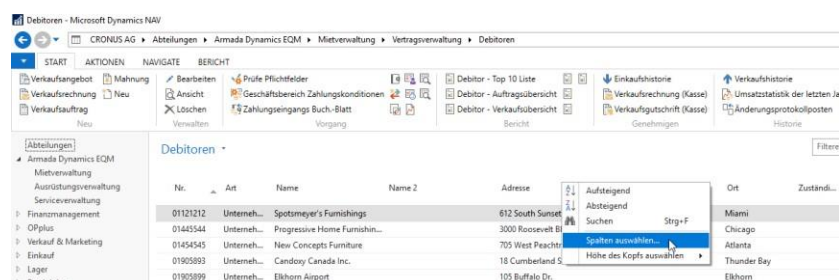 Debitoren - Microsoft Dynamics NAV
CRONUS AG ▸ Abteilungen ▸ Armada Dynamics EQM ▸ Mietverwaltung ▸ Vertragsverwaltung ▸ Debitoren
START AKTIONEN NAVIGATE BERICHT
Verkaufsangebot Mahnung Bearbeiten Prüfe Pflichtfelder Debitor - Top 10 Liste Einkaufshistorie Verkaufshistorie
Verkaufsrechnung Neu Ansicht Geschäftsbereich Zahlungskonditionen Debitor - Auftragsübersicht Verkaufsrechnung (Kasse) Umsatzstatistik der letzten Ja
Verkaufsauftrag Löschen Zahlungseingangs Buch.-Blatt Debitor - Verkaufsübersicht Verkaufsgutschrift (Kasse) Änderungsprotokollposten
Neu Verwalten Vorgang Bericht Genehmigen Historie
Abteilungen Debitoren Filtere
Armada Dynamics EQM
Mietverwaltung
Ausrüstungsverwaltung Nr. Art Name Name 2 Adresse Aufsteigend Ort Zuständi...
Serviceverwaltung Absteigend
Finanzmanagement 01121212 Unterneh... Spotsmeyer's Furnishings 612 South Sunset Suchen Strg+F Miami
OPplus 01445544 Unterneh... Progressive Home Furnishin... 3000 Roosevelt Bl Spalten auswählen... Chicago
Verkauf & Marketing 01454545 Unterneh... New Concepts Furniture 705 West Peachtr Höhe des Kopfs auswählen Atlanta
Einkauf 01905893 Unterneh... Candoxy Canada Inc. 18 Cumberland S Thunder Bay
Lager 01905899 Unterneh... Elkhorn Airport 105 Buffalo Dr. Elkhorn